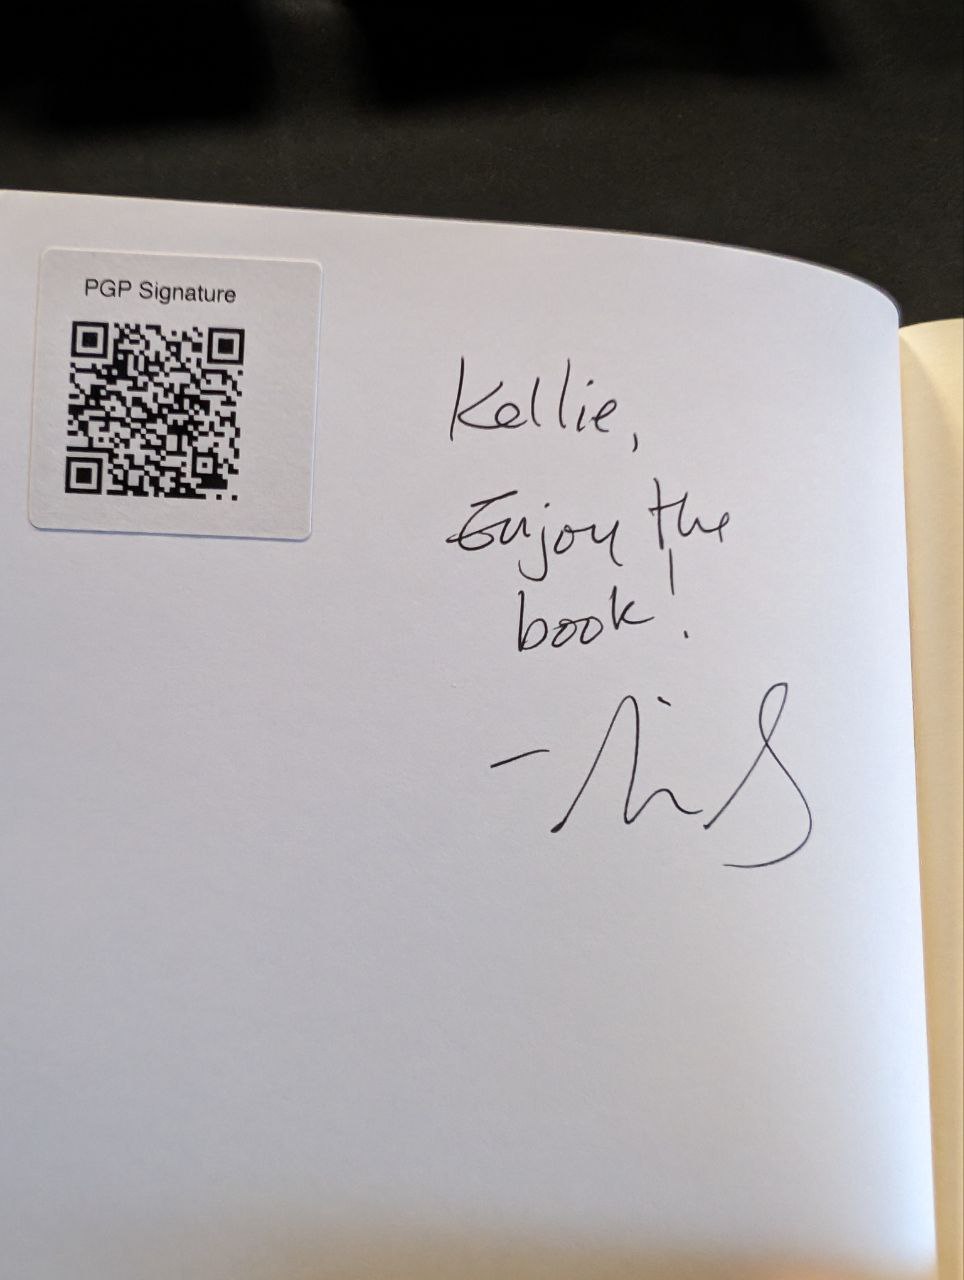 PGP Signature
Kellie,
Enjoy the
book!